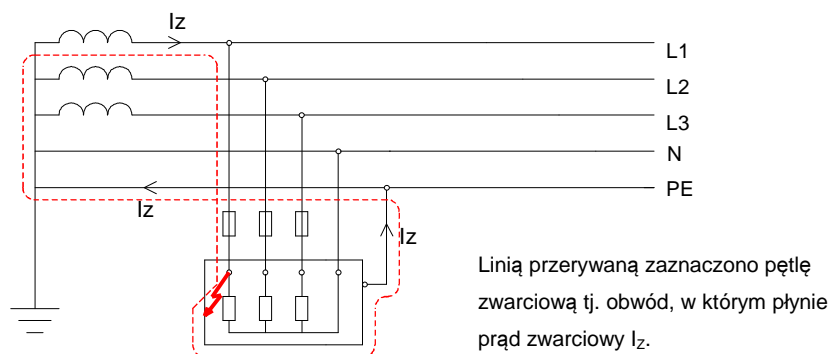 Iz
L1
L2
L3
N
PE
Iz
Iz
Linią przerywaną zaznaczono pętlę
zwarciową tj. obwód, w którym płynie
prąd zwarciowy IZ.